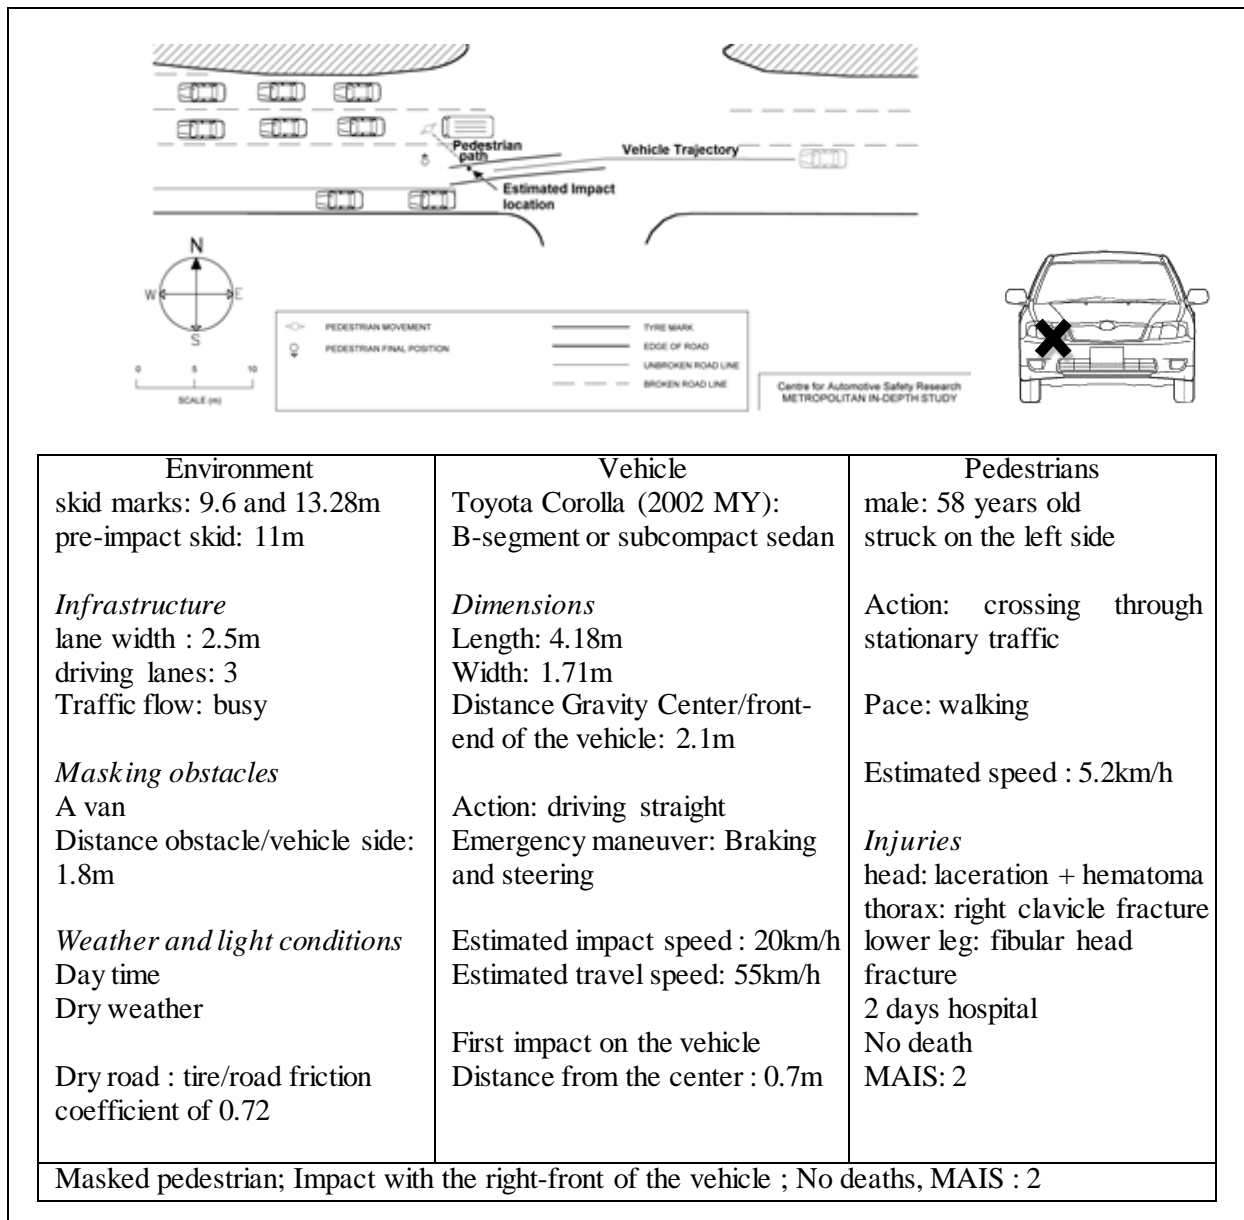 Pedestrian
path
Vehicle Trajectory
Estimated Impact
location
N
W
E
S
0 5 10
SCALE (m)
PEDESTRIAN MOVEMENT
PEDESTRIAN FINAL POSITION
TYRE MARK
EDGE OF ROAD
UNBROKEN ROAD LINE
BROKEN ROAD LINE
Centre for Automotive Safety Research
METROPOLITAN IN-DEPTH STUDY
Environment
skid marks: 9.6 and 13.28m
pre-impact skid: 11m
Infrastructure
lane width : 2.5m
driving lanes: 3
Traffic flow: busy
Masking obstacles
A van
Distance obstacle/vehicle side:
1.8m
Weather and light conditions
Day time
Dry weather
Dry road : tire/road friction
coefficient of 0.72
Vehicle
Toyota Corolla (2002 MY):
B-segment or subcompact sedan
Dimensions
Length: 4.18m
Width: 1.71m
Distance Gravity Center/front-
end of the vehicle: 2.1m
Action: driving straight
Emergency maneuver: Braking
and steering
Estimated impact speed : 20km/h
Estimated travel speed: 55km/h
First impact on the vehicle
Distance from the center : 0.7m
Pedestrians
male: 58 years old
struck on the left side
Action: crossing through
stationary traffic
Pace: walking
Estimated speed : 5.2km/h
Injuries
head: laceration + hematoma
thorax: right clavicle fracture
lower leg: fibular head
fracture
2 days hospital
No death
MAIS: 2
Masked pedestrian; Impact with the right-front of the vehicle ; No deaths, MAIS : 2